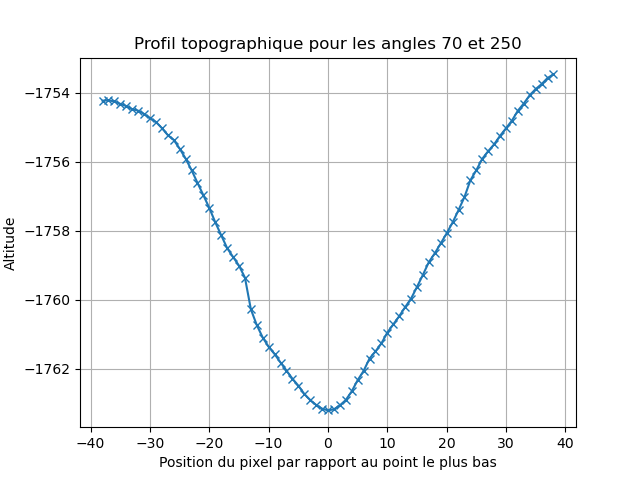 Profil topographique pour les angles 70 et 250
−1754
−1756
−1758
−1760
−1762
Altitude
−40 −30 −20 −10 0 10 20 30 40
Position du pixel par rapport au point le plus bas